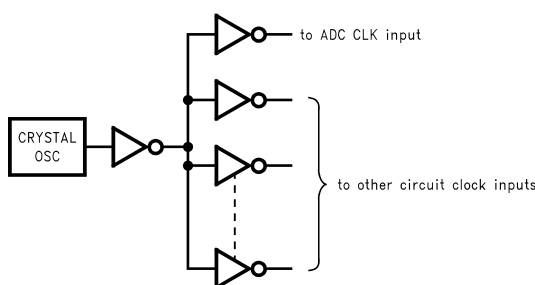 to ADC CLK input
CRYSTAL
OSC
to other circuit clock inputs